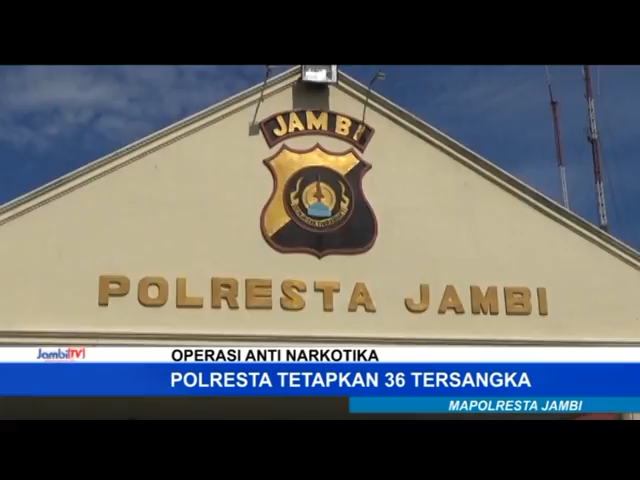 JAMBI
POLRESTA JAMBI
JambiTV
OPERASI ANTI NARKOTIKA
POLRESTA TETAPKAN 36 TERSANGKA
MAPOLRESTA JAMBI